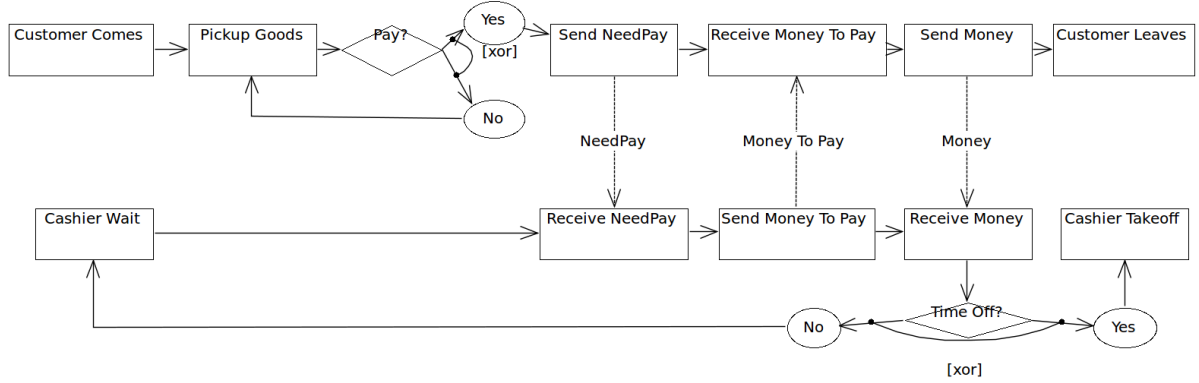 Yes
Customer Comes
Pickup Goods
Pay?
Send NeedPay
Receive Money To Pay
Send Money
Customer Leaves
[xor]
No
NeedPay
Money To Pay
Money
Cashier Wait
Receive NeedPay
Send Money To Pay
Receive Money
Cashier Takeoff
Time Off?
No
Yes
[xor]